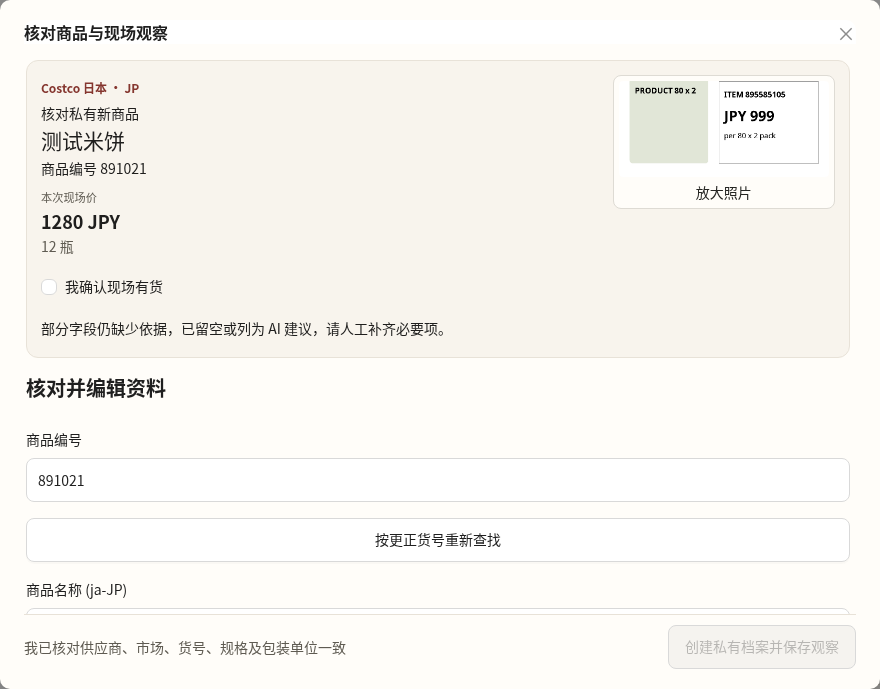 核对商品与现场观察
Costco 日本 · JP
核对私有新商品
测试米饼
商品编号 891021
本次现场价
1280 JPY
12 瓶
我确认现场有货
部分字段仍缺少依据，已留空或列为 AI 建议，请人工补齐必要项。
PRODUCT 80 x 2
ITEM 895585105
JPY 999
per 80 x 2 pack
放大照片
核对并编辑资料
商品编号
891021
按更正货号重新查找
商品名称 (ja-JP)
我已核对供应商、市场、货号、规格及包装单位一致
创建私有档案并保存观察